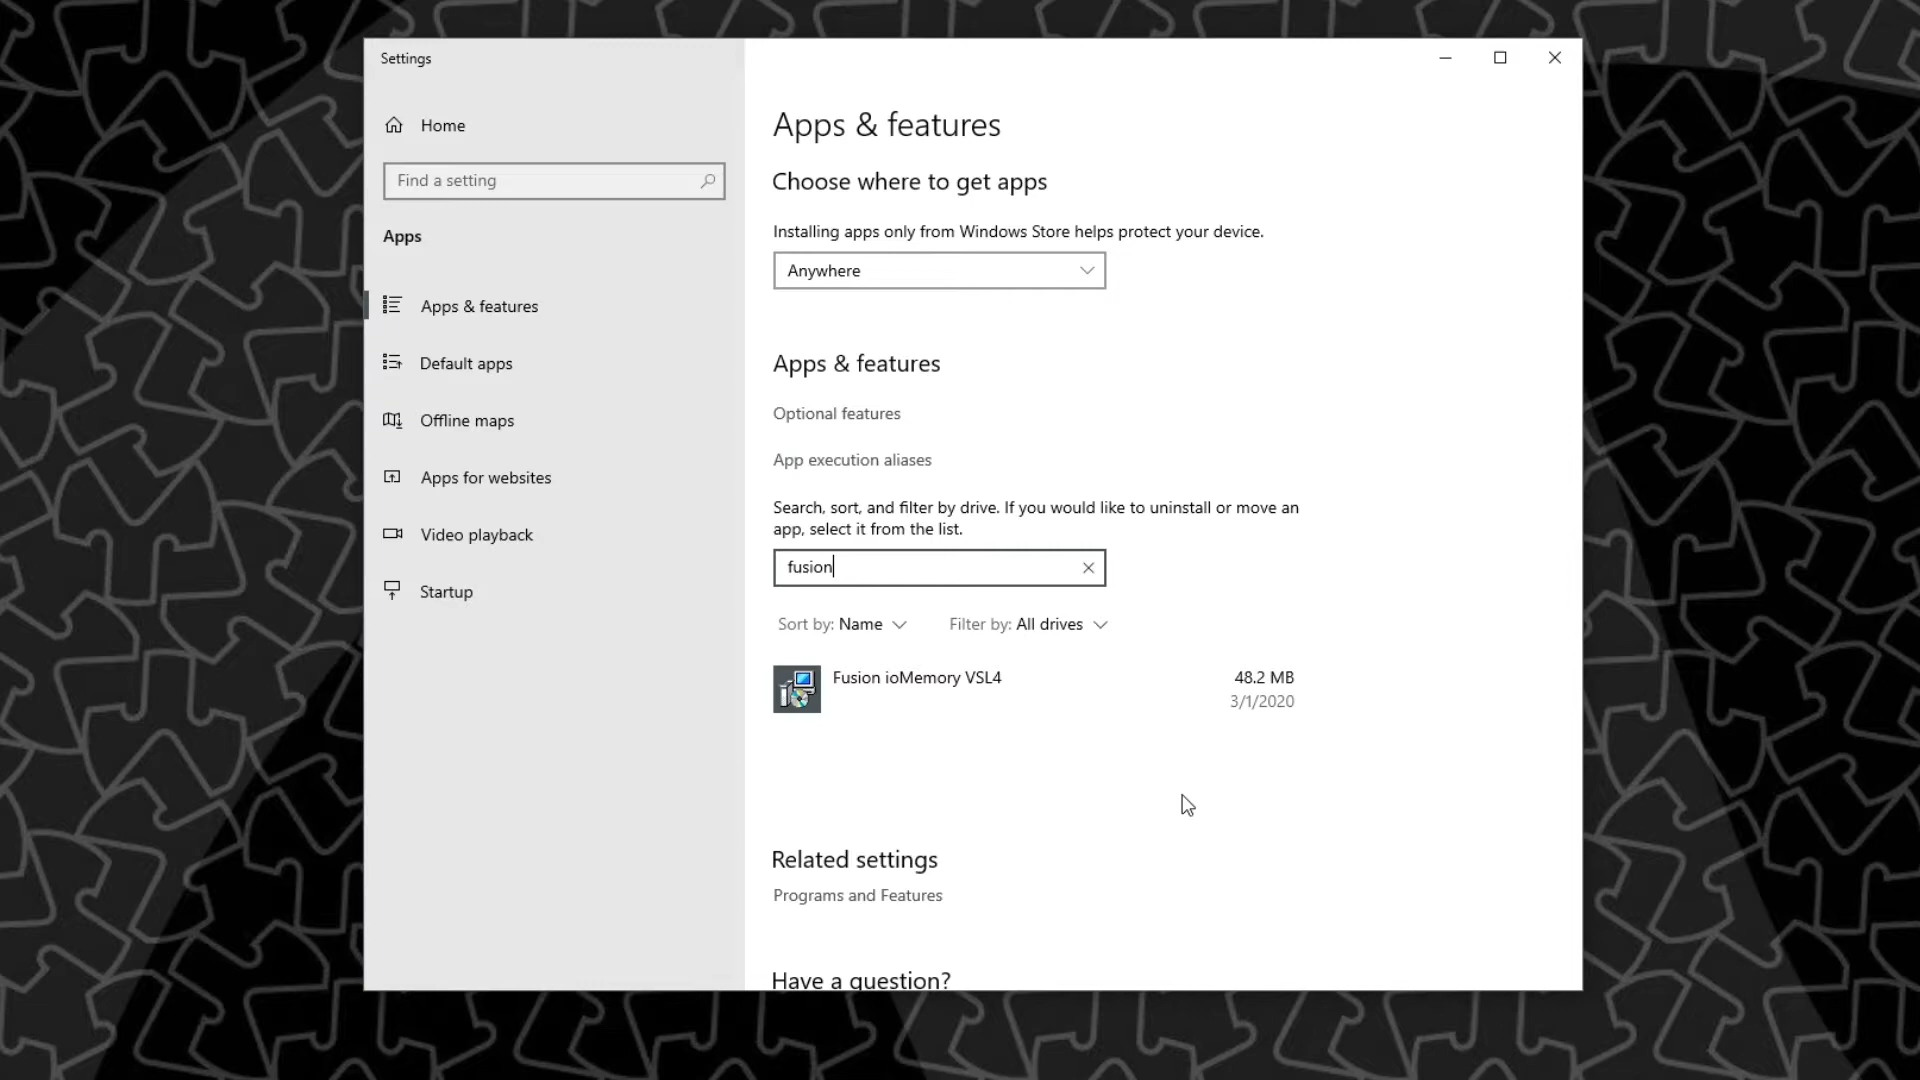 Settings
Home
Find a setting
Apps
Apps & features
Default apps
Offline maps
Apps for websites
Video playback
Startup
Apps & features
Choose where to get apps
Installing apps only from Windows Store helps protect your device.
Anywhere
Apps & features
Optional features
App execution aliases
Search, sort, and filter by drive. If you would like to uninstall or move an
app, select it from the list.
fusion
Sort by: Name
Filter by: All drives
Fusion ioMemory VSL4
48.2 MB
3/1/2020
Related settings
Programs and Features
Have a question?